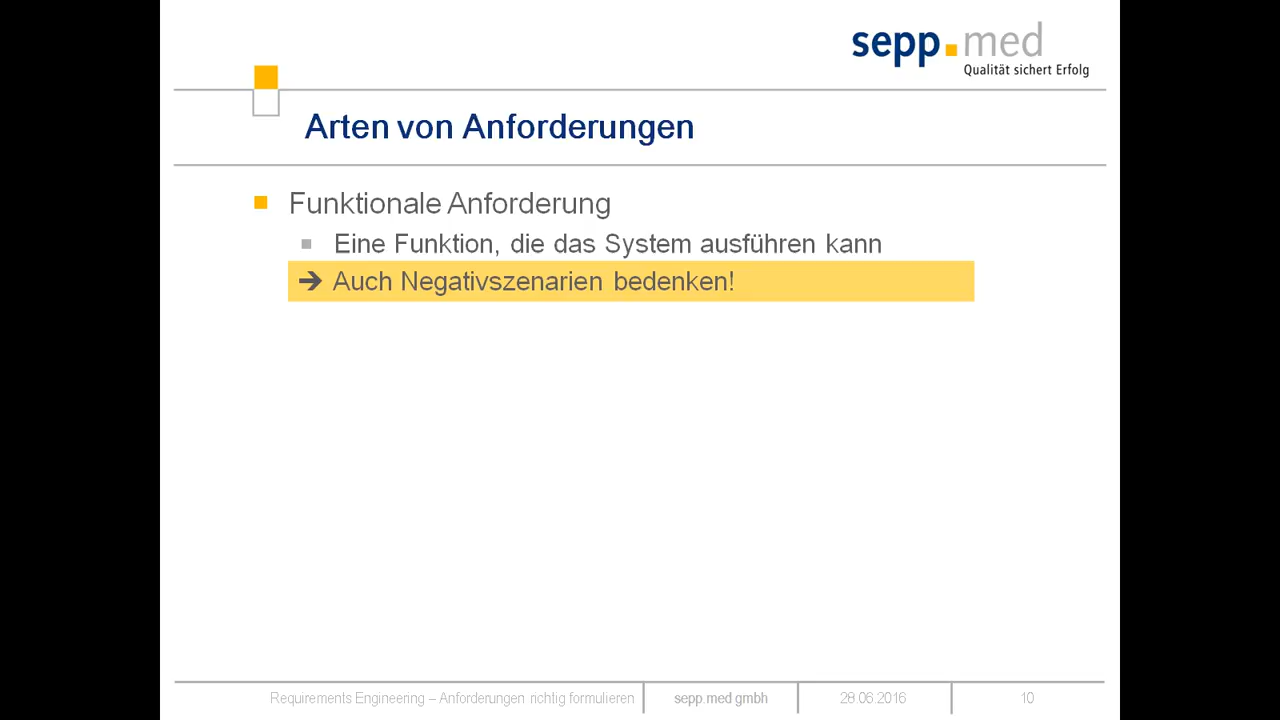 sepp.med
Qualität sichert Erfolg
Arten von Anforderungen
Funktionale Anforderung
Eine Funktion, die das System ausführen kann
➔ Auch Negativszenarien bedenken!
Requirements Engineering – Anforderungen richtig formulieren
sepp.med gmbh
28.06.2016
10